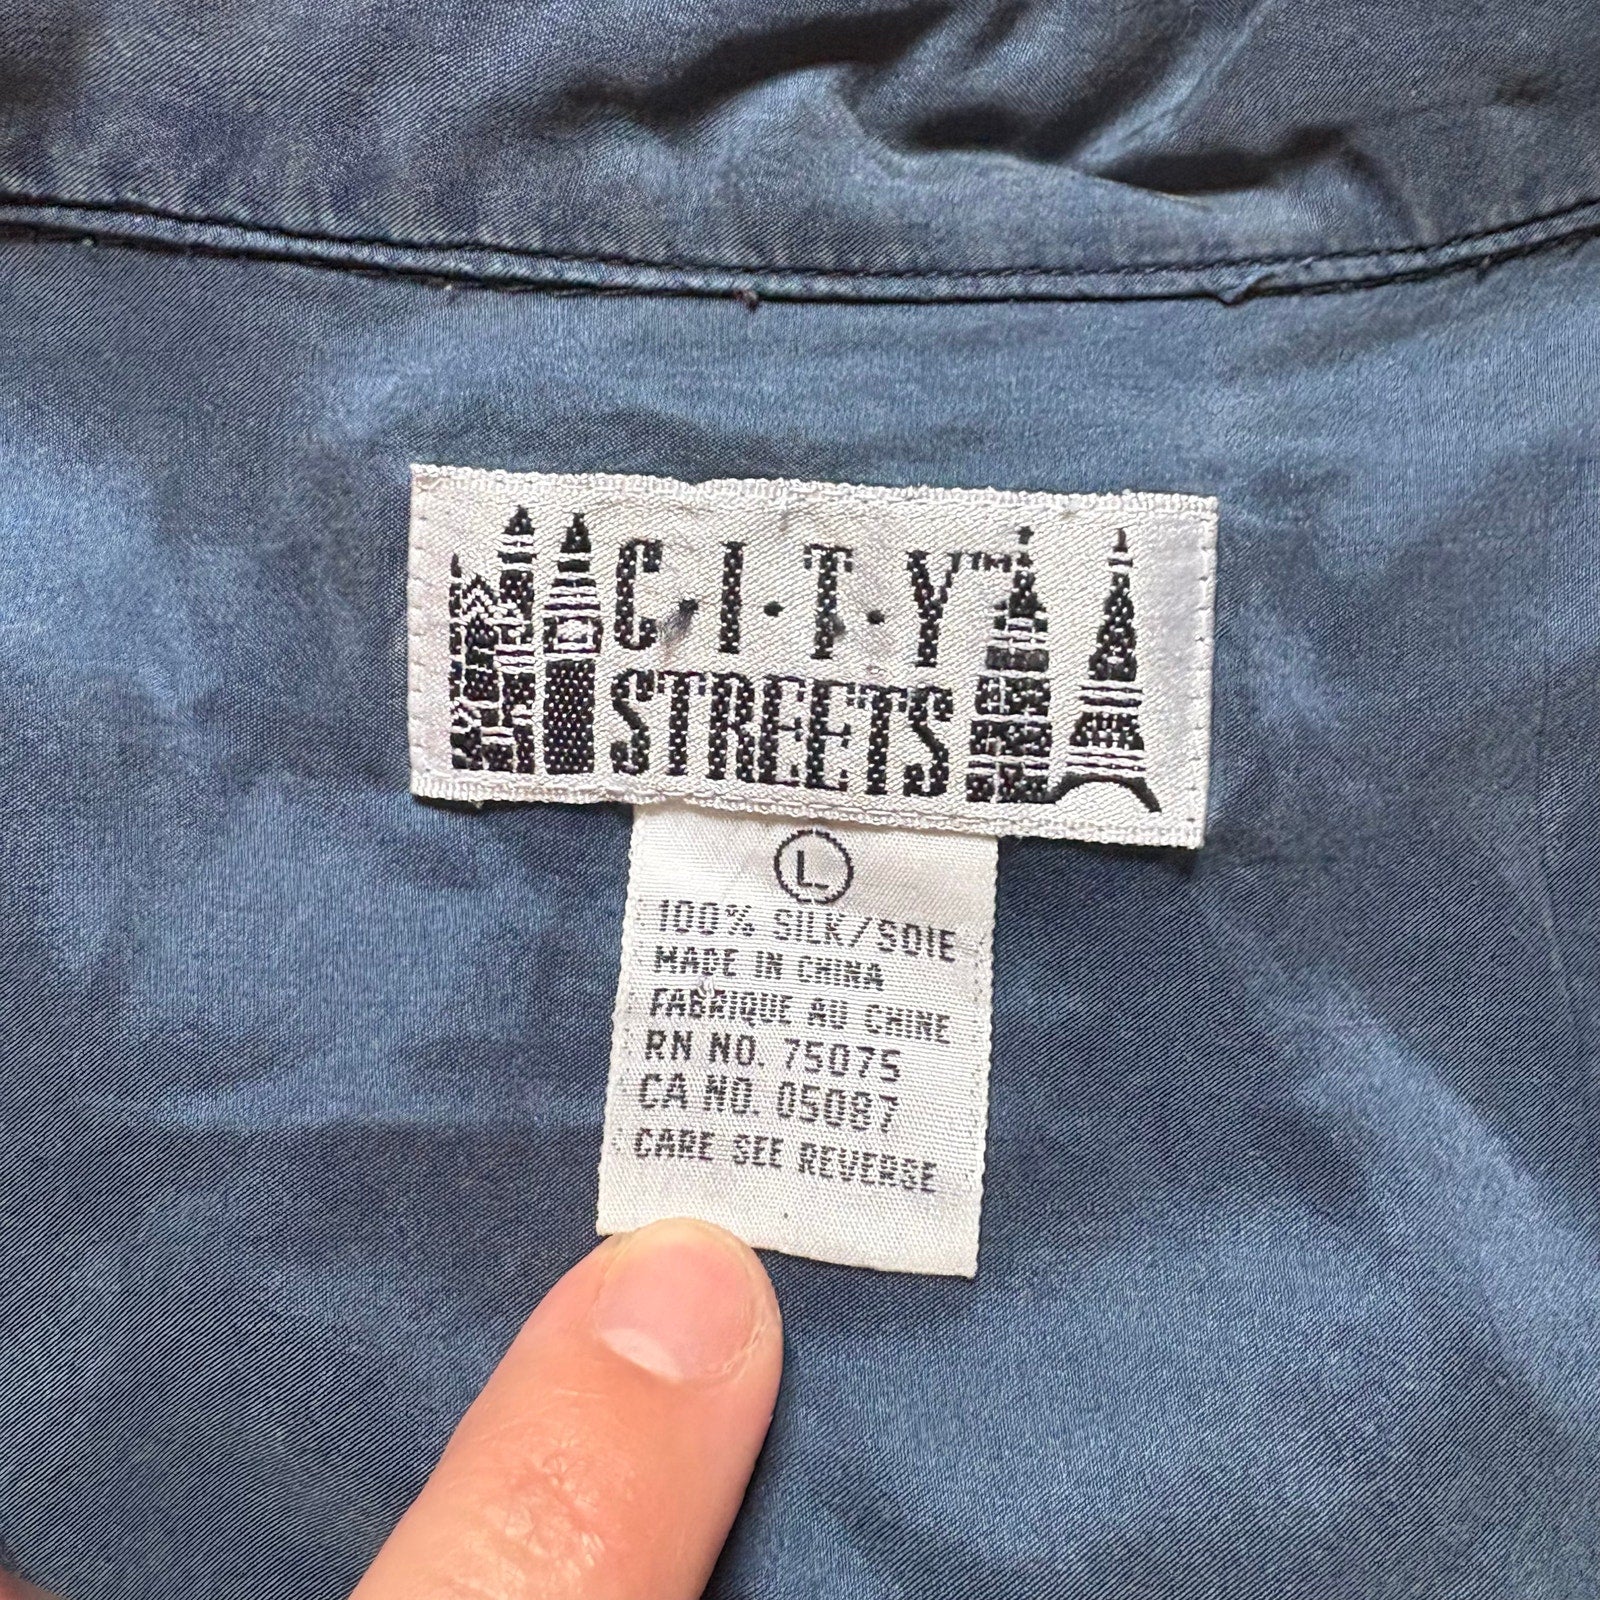 C·I·T·Y™
STREETS
L
100% SILK/SOIE
MADE IN CHINA
FABRIQUE AU CHINE
RN NO. 75075
CA NO. 05087
CARE SEE REVERSE